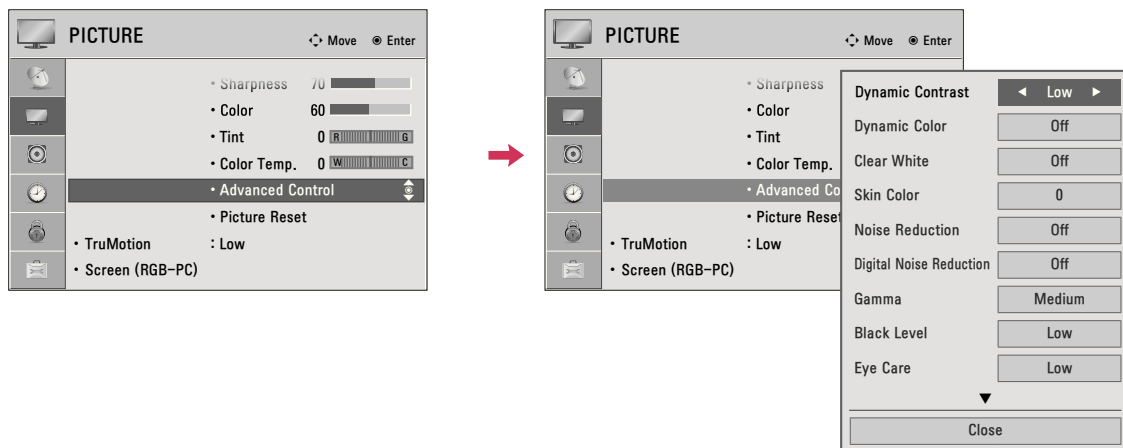 PICTURE
Move Enter
• Sharpness 70
• Color 60
• Tint 0 R G
• Color Temp. 0 W C
• Advanced Control
• Picture Reset
• TruMotion : Low
• Screen (RGB-PC)
PICTURE
Move Enter
• Sharpness
• Color
• Tint
• Color Temp.
• Advanced Co
• Picture Reset
• TruMotion : Low
• Screen (RGB-PC)
Dynamic Contrast ◄ Low ►
Dynamic Color Off
Clear White Off
Skin Color 0
Noise Reduction Off
Digital Noise Reduction Off
Gamma Medium
Black Level Low
Eye Care Low
▼
Close